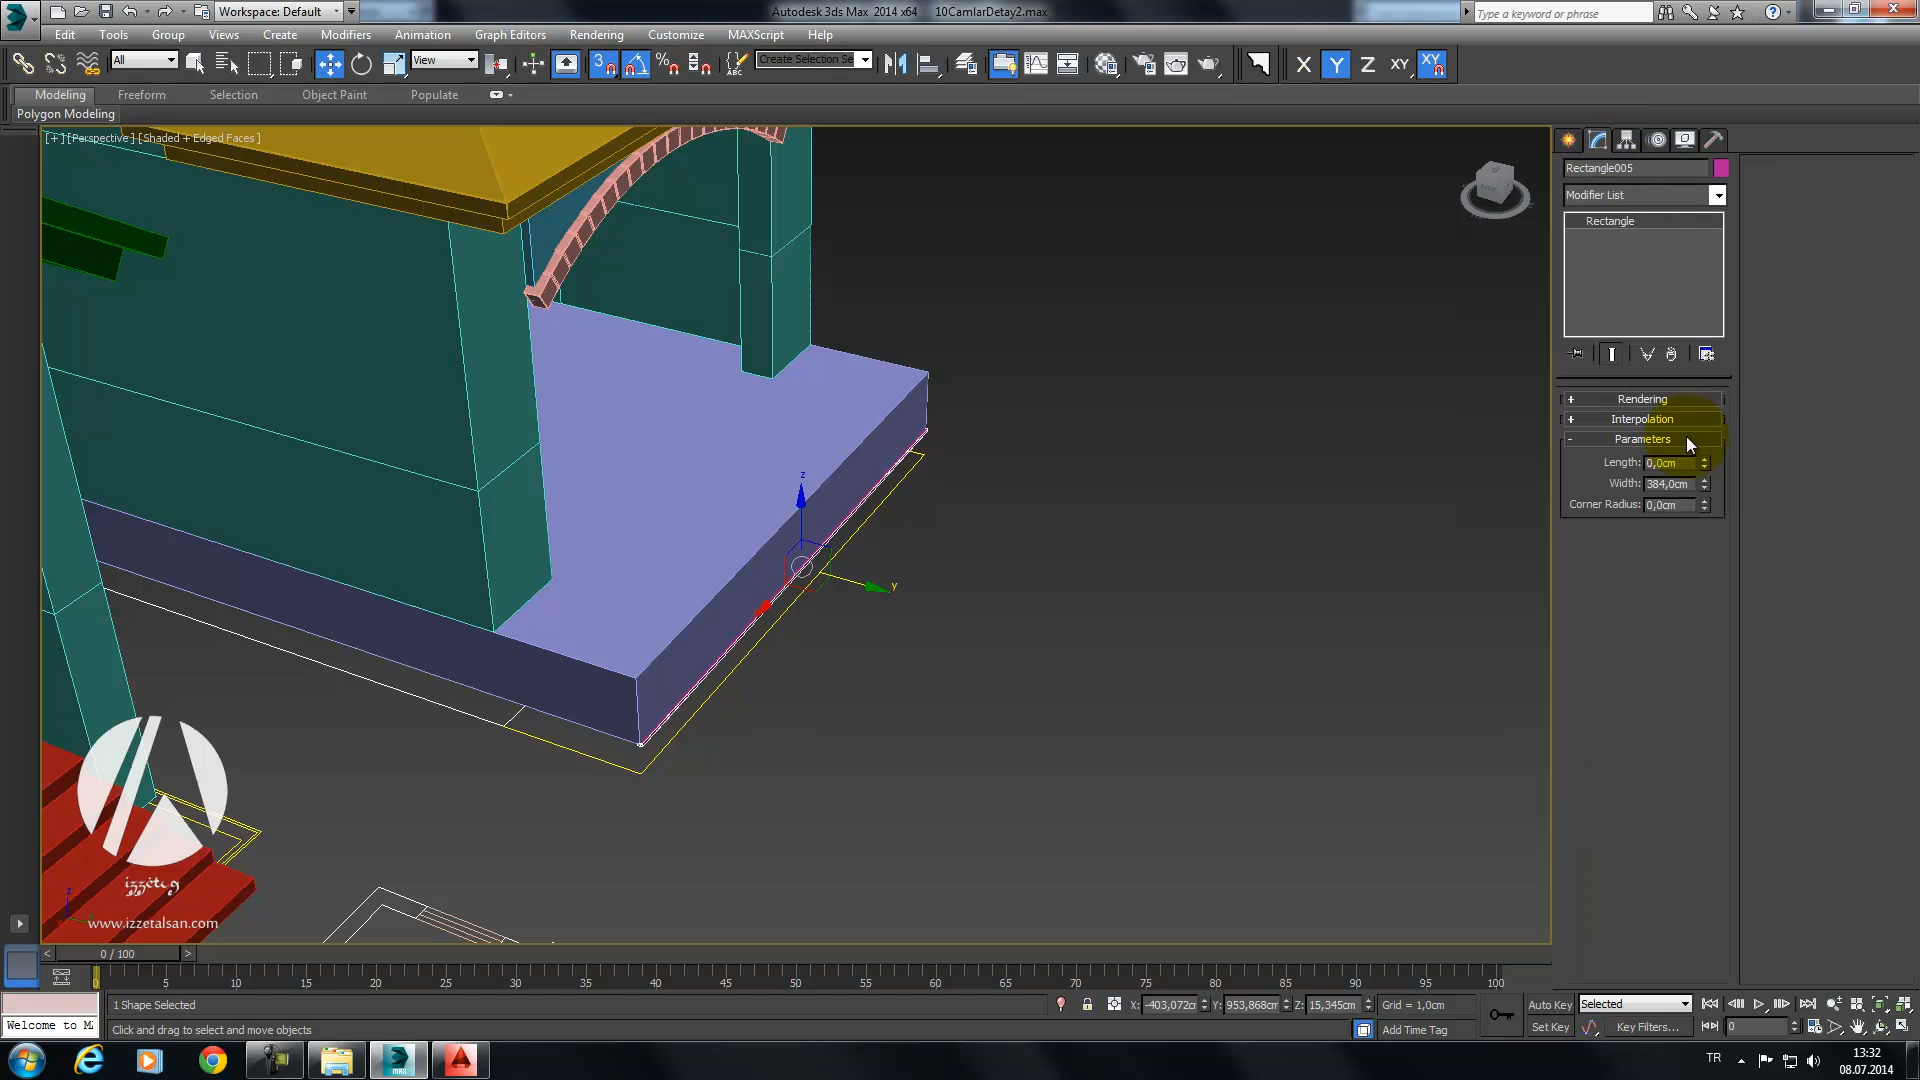 Workspace: Default
Autodesk 3ds Max 2014 x64 10CamlarDetay2.max
Type a keyword or phrase
Edit Tools Group Views Create Modifiers Animation Graph Editors Rendering Customize MAXScript Help
All View Create Selection Se X Y Z XY XY
Modeling Freeform Selection Object Paint Populate
Polygon Modeling
[+] [Perspective] [Shaded + Edged Faces]
Rectangle005
Modifier List
Rectangle
+ Rendering
+ Interpolation
- Parameters
Length: 0,0cm
Width: 384,0cm
Corner Radius: 0,0cm
z
y
z
www.izzetalsan.com
< 0 / 100 >
0 5 10 15 20 25 30 35 40 45 50 55 60 65 70 75 80 85 90 95 100
1 Shape Selected X: -403,072cm Y: 953,868cm Z: 15,345cm Grid = 1,0cm Auto Key Selected
Welcome to M Click and drag to select and move objects Add Time Tag Set Key Key Filters... 0
TR 13:32
08.07.2014